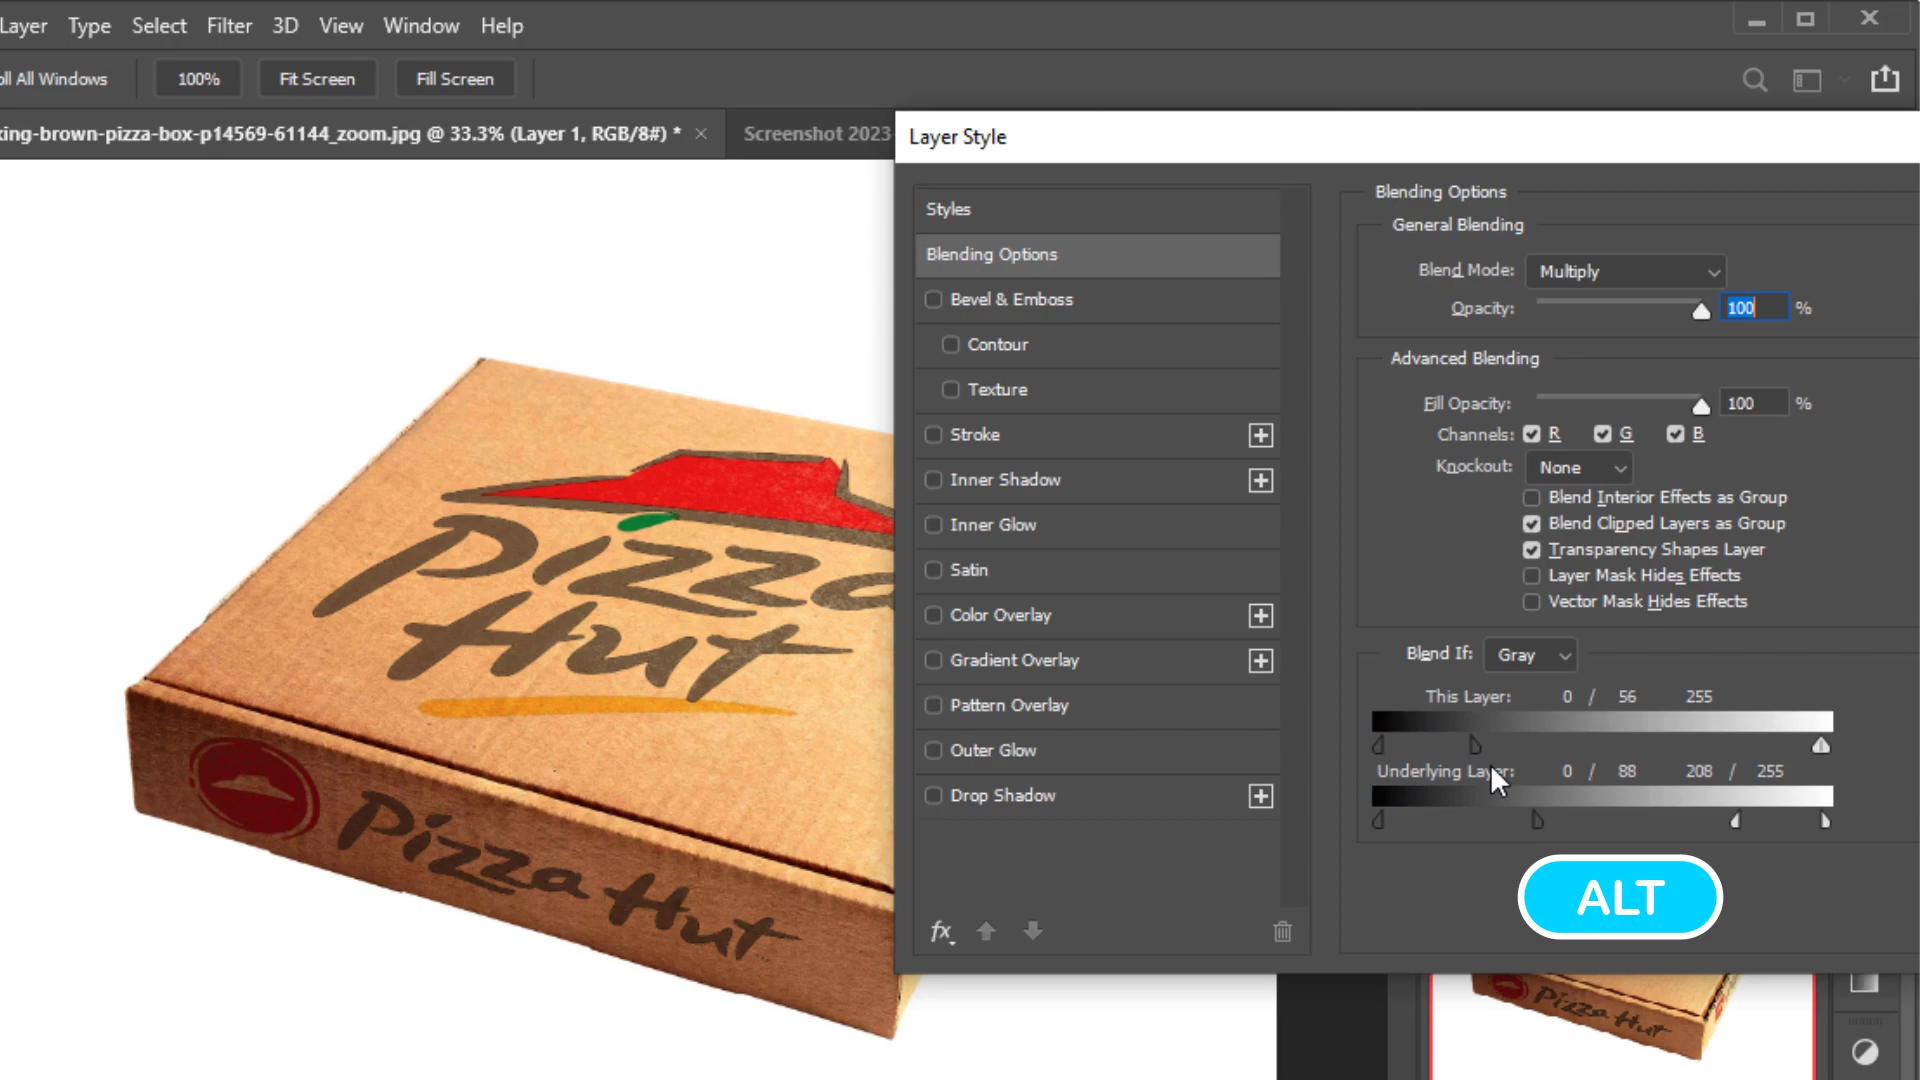 Layer Type Select Filter 3D View Window Help
oll All Windows 100% Fit Screen Fill Screen
king-brown-pizza-box-p14569-61144_zoom.jpg @ 33.3% (Layer 1, RGB/8#) * × Screenshot 2023-
Layer Style
Styles
Blending Options
Bevel & Emboss
Contour
Texture
Stroke
Inner Shadow
Inner Glow
Satin
Color Overlay
Gradient Overlay
Pattern Overlay
Outer Glow
Drop Shadow
fx
Blending Options
General Blending
Blend Mode: Multiply
Opacity: 100 %
Advanced Blending
Fill Opacity: 100 %
Channels: R G B
Knockout: None
Blend Interior Effects as Group
Blend Clipped Layers as Group
Transparency Shapes Layer
Layer Mask Hides Effects
Vector Mask Hides Effects
Blend If: Gray
This Layer: 0 / 56 255
Underlying Layer: 0 / 88 208 / 255
ALT
Pizza
Hut
Pizza Hut
Pizza Hut